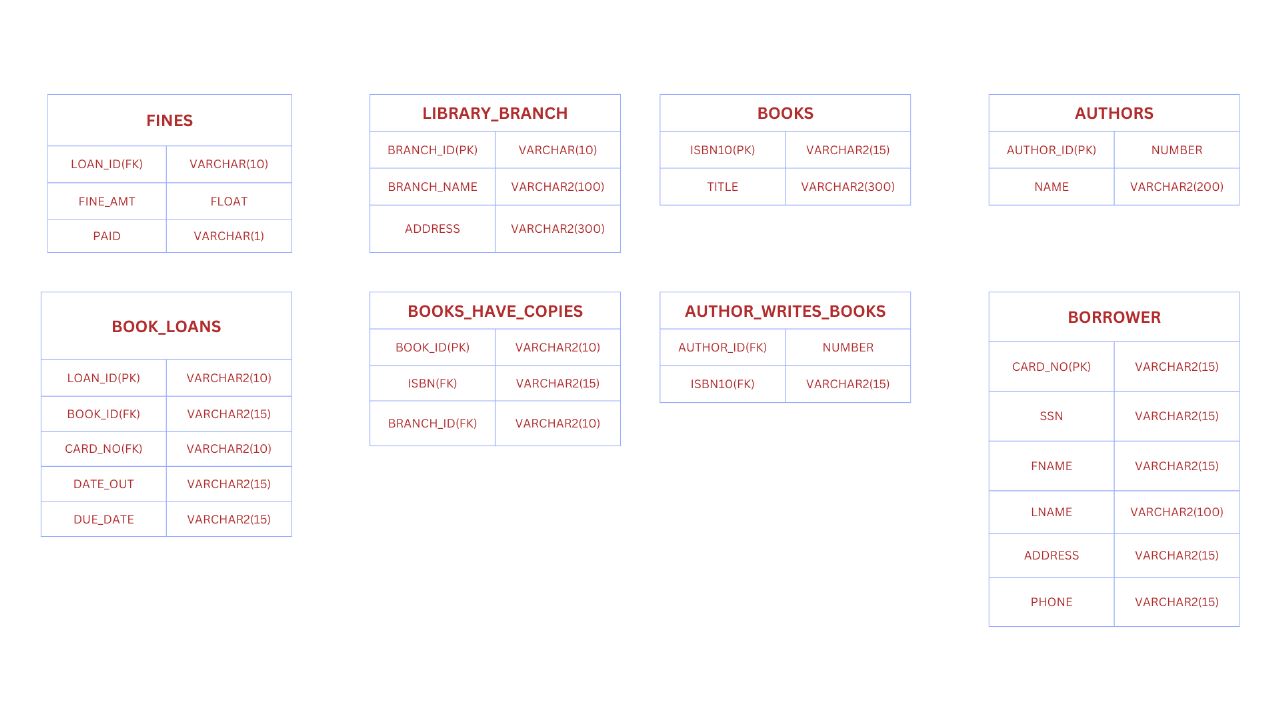 FINES
LOAN_ID(FK) VARCHAR(10)
FINE_AMT FLOAT
PAID VARCHAR(1)
LIBRARY_BRANCH
BRANCH_ID(PK) VARCHAR(10)
BRANCH_NAME VARCHAR2(100)
ADDRESS VARCHAR2(300)
BOOKS
ISBN10(PK) VARCHAR2(15)
TITLE VARCHAR2(300)
AUTHORS
AUTHOR_ID(PK) NUMBER
NAME VARCHAR2(200)
BOOK_LOANS
LOAN_ID(PK) VARCHAR2(10)
BOOK_ID(FK) VARCHAR2(15)
CARD_NO(FK) VARCHAR2(10)
DATE_OUT VARCHAR2(15)
DUE_DATE VARCHAR2(15)
BOOKS_HAVE_COPIES
BOOK_ID(PK) VARCHAR2(10)
ISBN(FK) VARCHAR2(15)
BRANCH_ID(FK) VARCHAR2(10)
AUTHOR_WRITES_BOOKS
AUTHOR_ID(FK) NUMBER
ISBN10(FK) VARCHAR2(15)
BORROWER
CARD_NO(PK) VARCHAR2(15)
SSN VARCHAR2(15)
FNAME VARCHAR2(15)
LNAME VARCHAR2(100)
ADDRESS VARCHAR2(15)
PHONE VARCHAR2(15)